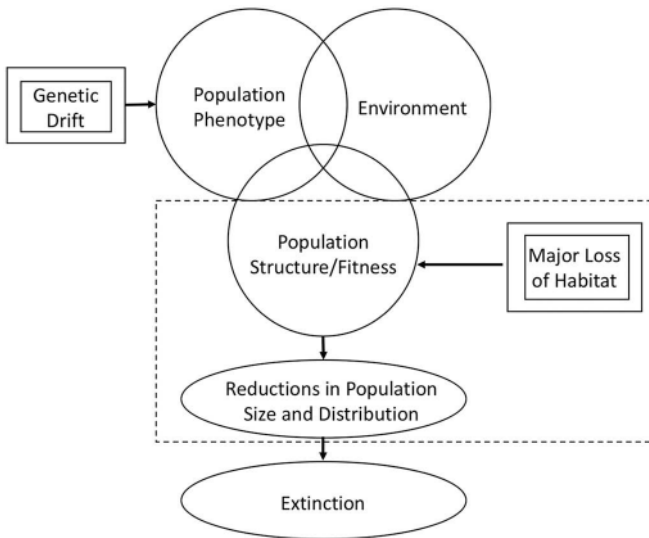 Genetic
Drift
Population
Phenotype
Environment
Population
Structure/Fitness
Major Loss
of Habitat
Reductions in Population
Size and Distribution
Extinction